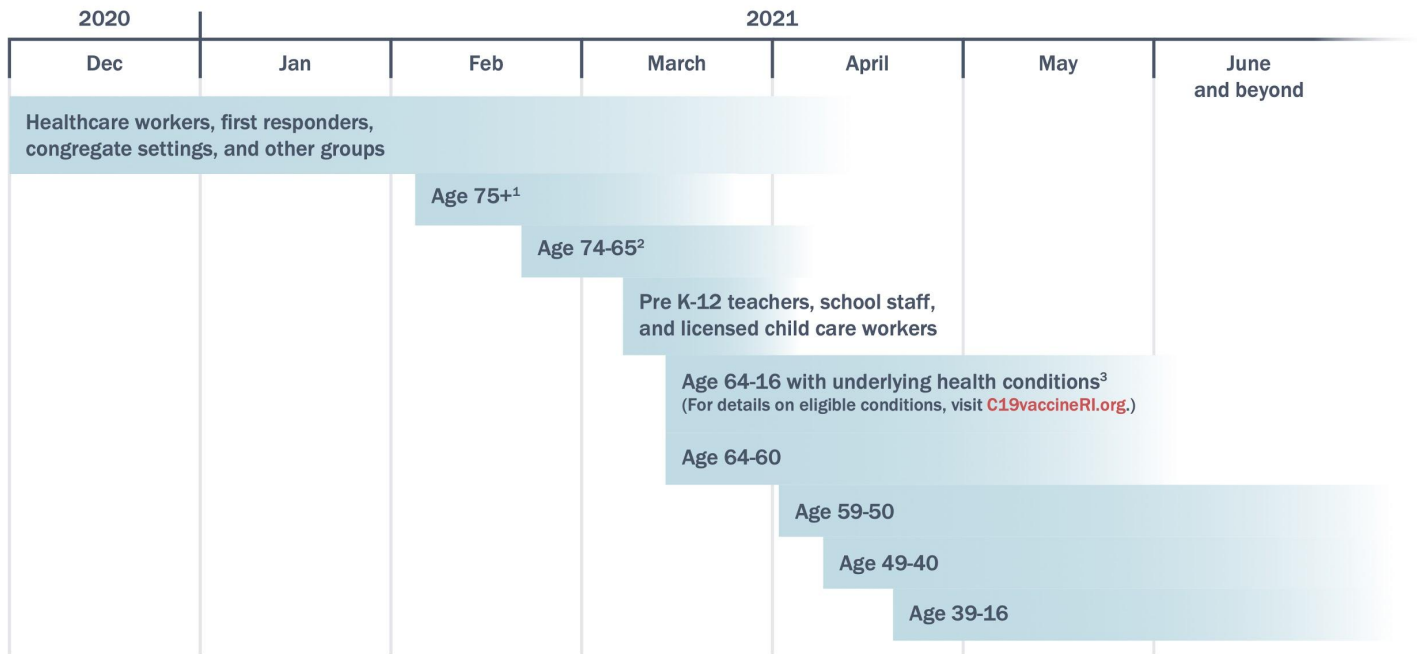 2020 2021
Dec Jan Feb March April May June
and beyond
Healthcare workers, first responders,
congregate settings, and other groups
Age 75+¹
Age 74-65²
Pre K-12 teachers, school staff,
and licensed child care workers
Age 64-16 with underlying health conditions³
(For details on eligible conditions, visit C19vaccineRI.org.)
Age 64-60
Age 59-50
Age 49-40
Age 39-16